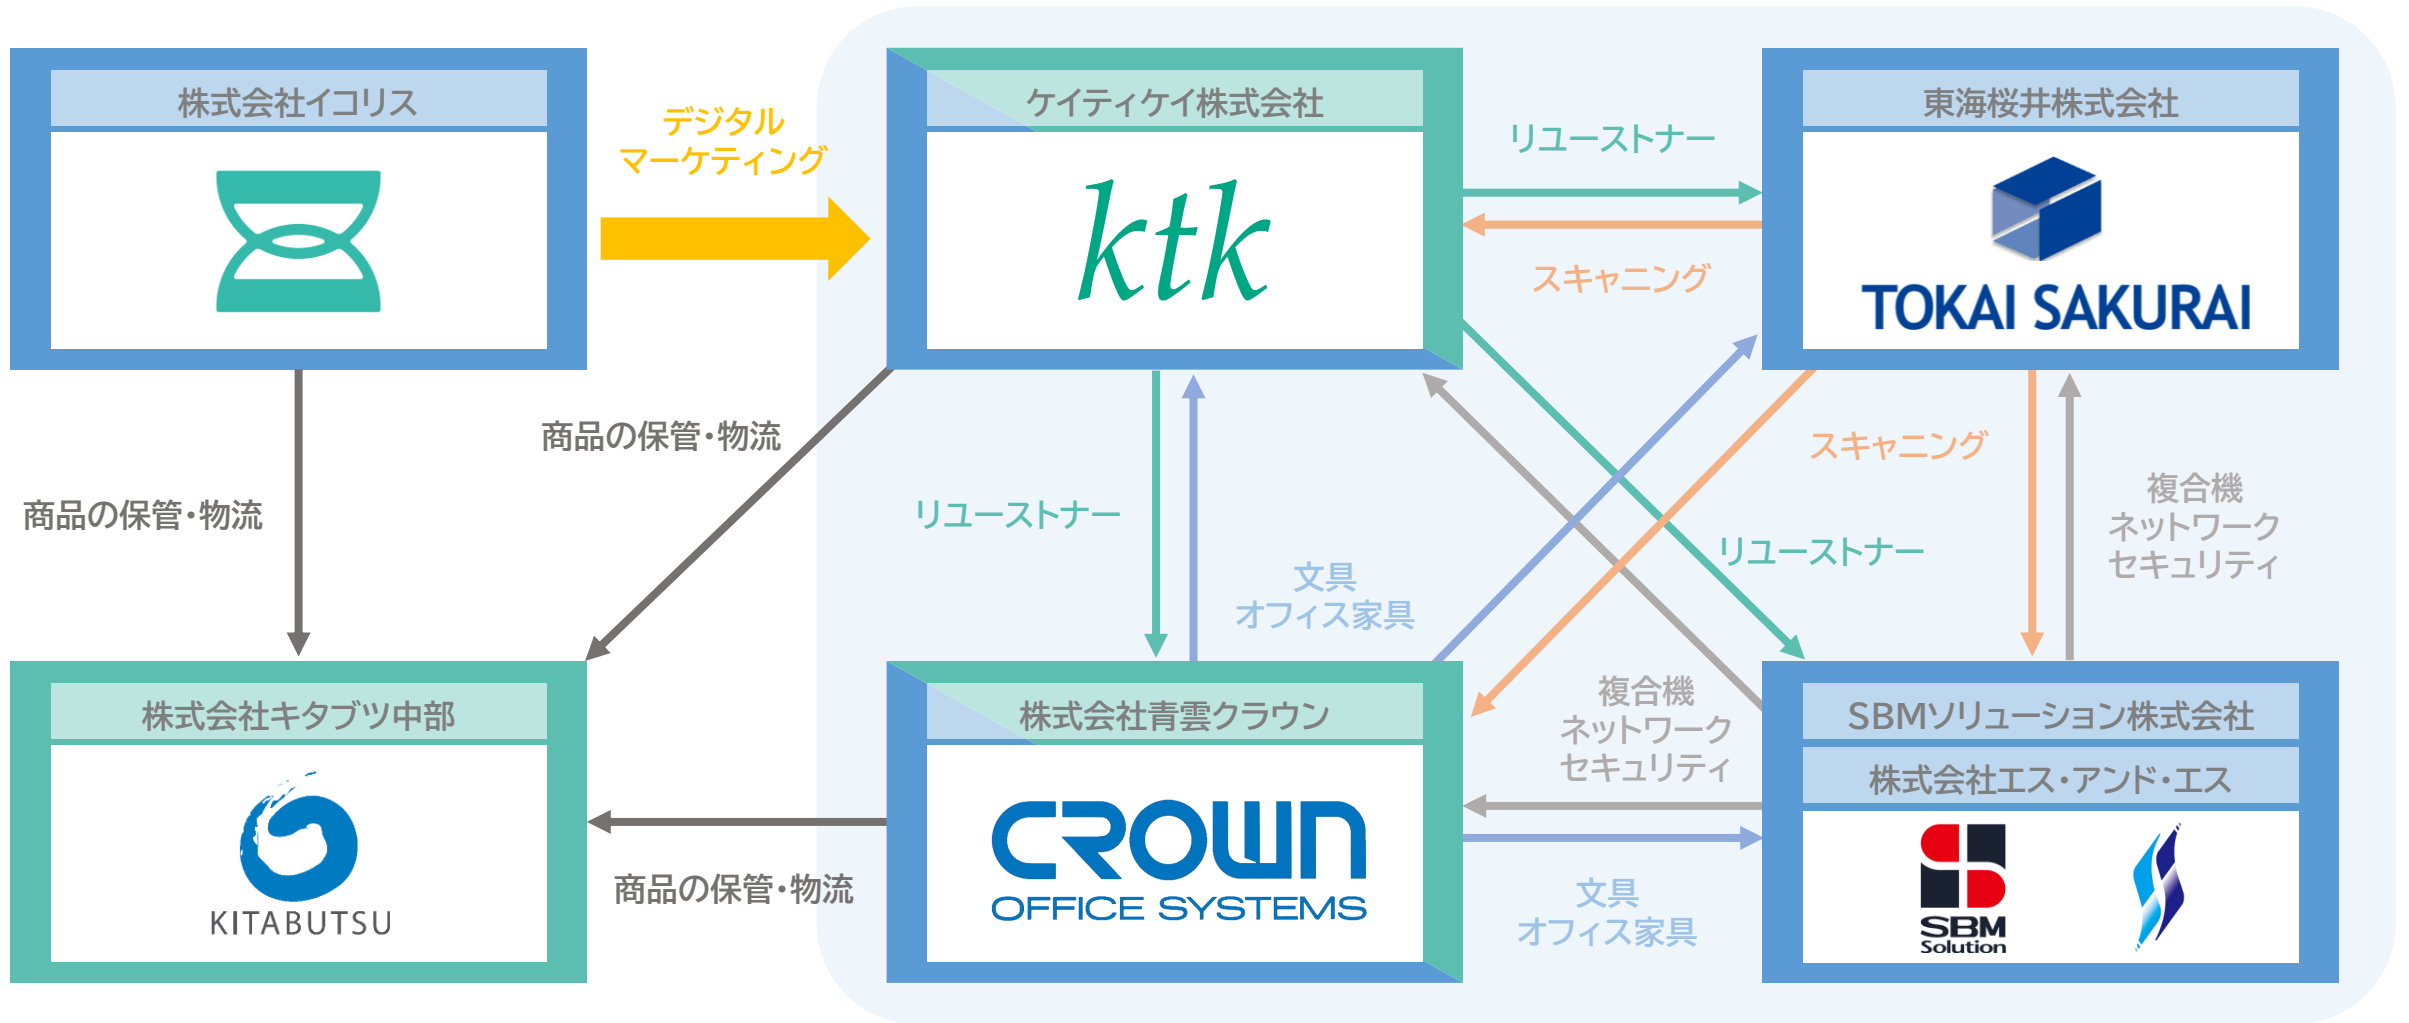 株式会社イコリス
デジタル
マーケティング
ケイティケイ株式会社
ktk
リユーストナー
スキャニング
東海桜井株式会社
TOKAI SAKURAI
商品の保管・物流
商品の保管・物流
リユーストナー
文具
オフィス家具
スキャニング
リユーストナー
複合機
ネットワーク
セキュリティ
株式会社キタブツ中部
KITABUTSU
商品の保管・物流
株式会社青雲クラウン
CROWN
OFFICE SYSTEMS
複合機
ネットワーク
セキュリティ
文具
オフィス家具
SBMソリューション株式会社
株式会社エス・アンド・エス
SBM
Solution